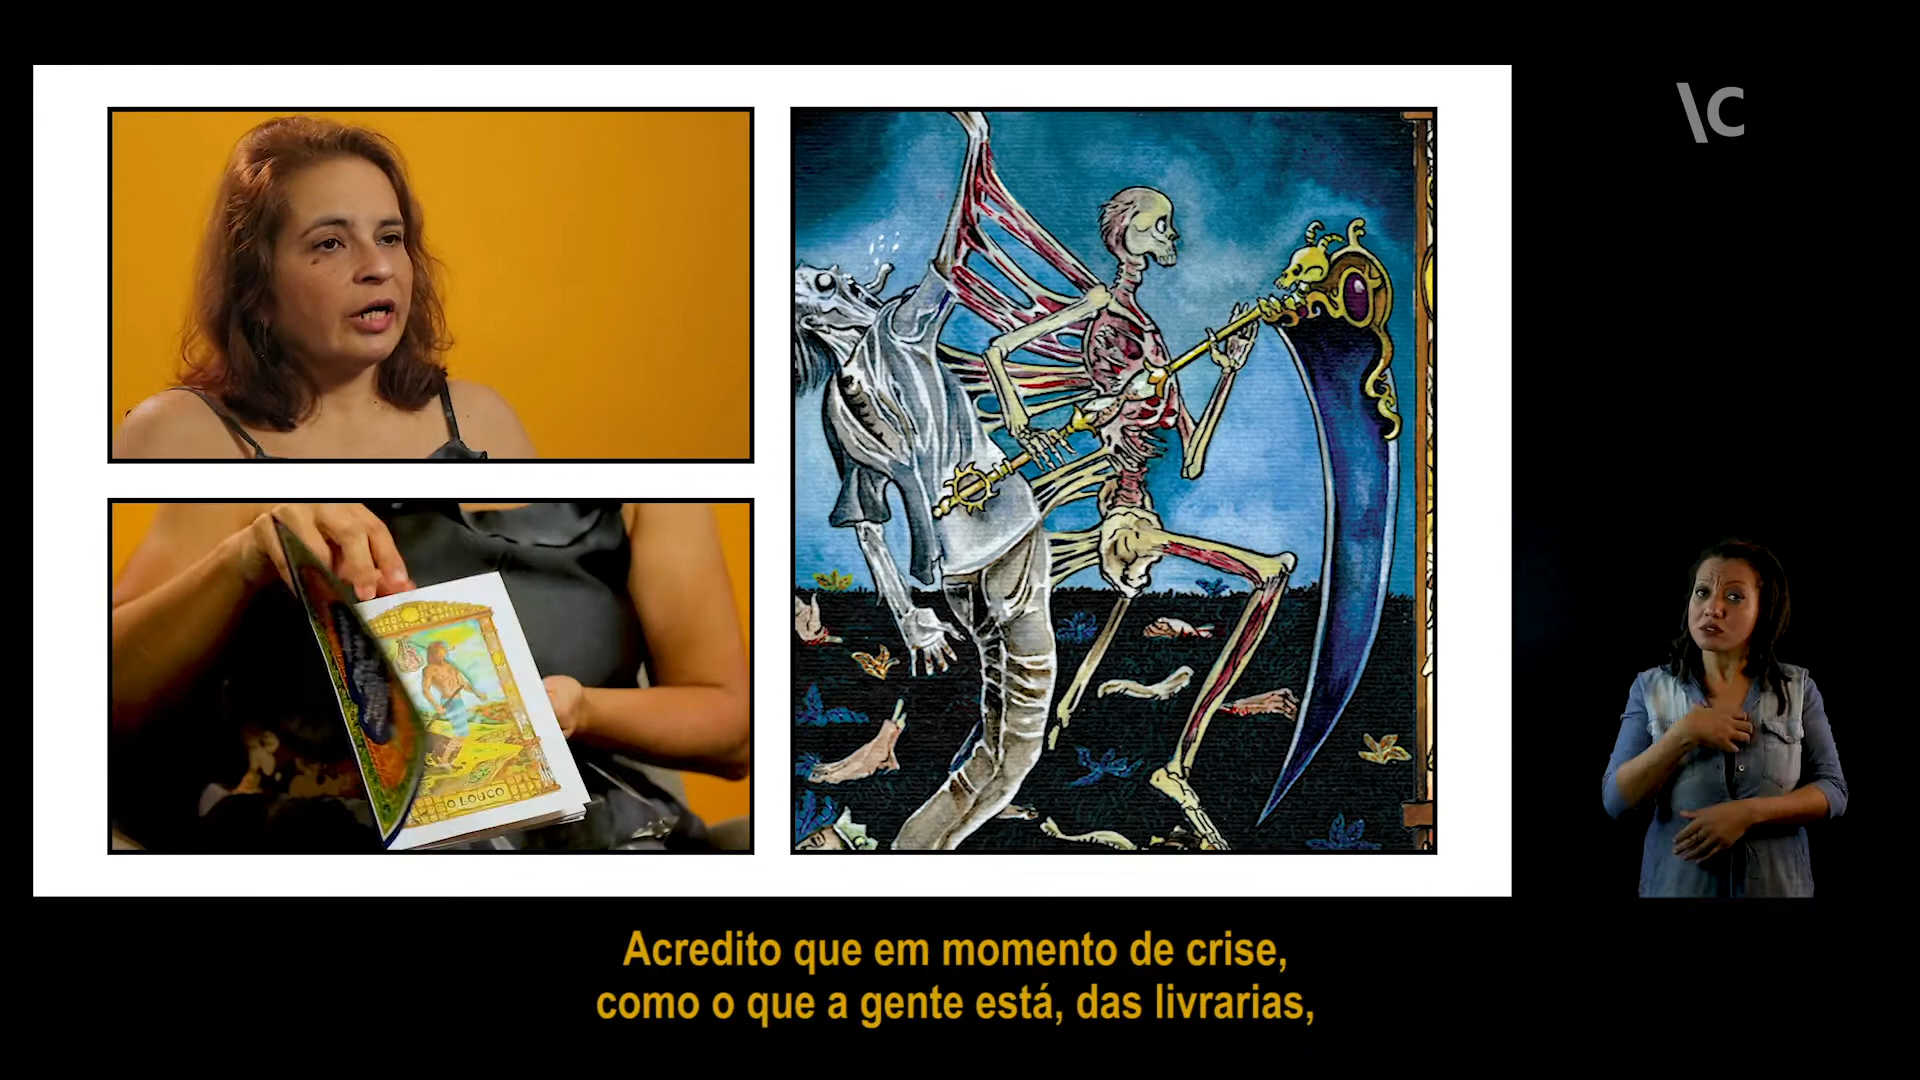 \C
O LOUCO
Acredito que em momento de crise,
como o que a gente está, das livrarias,